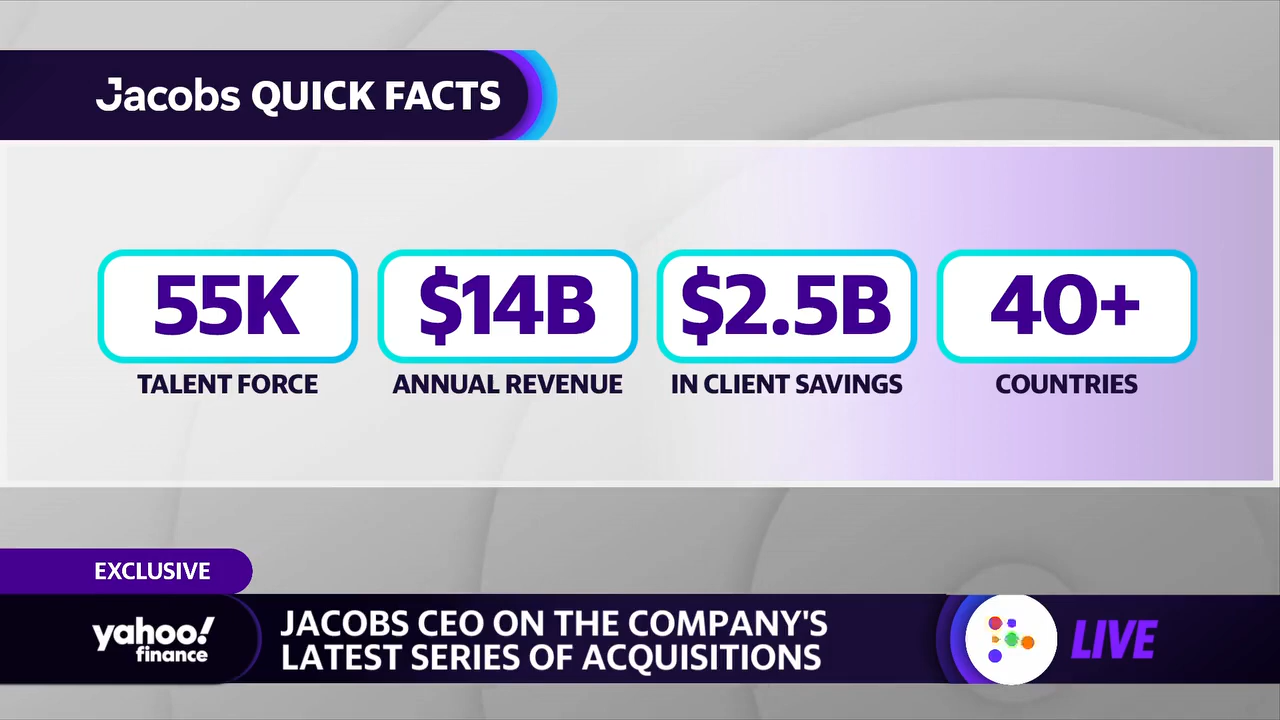 Jacobs QUICK FACTS
55K
$14B
$2.5B
40+
TALENT FORCE
ANNUAL REVENUE
IN CLIENT SAVINGS
COUNTRIES
EXCLUSIVE
yahoo!
finance
JACOBS CEO ON THE COMPANY'S
LATEST SERIES OF ACQUISITIONS
LIVE